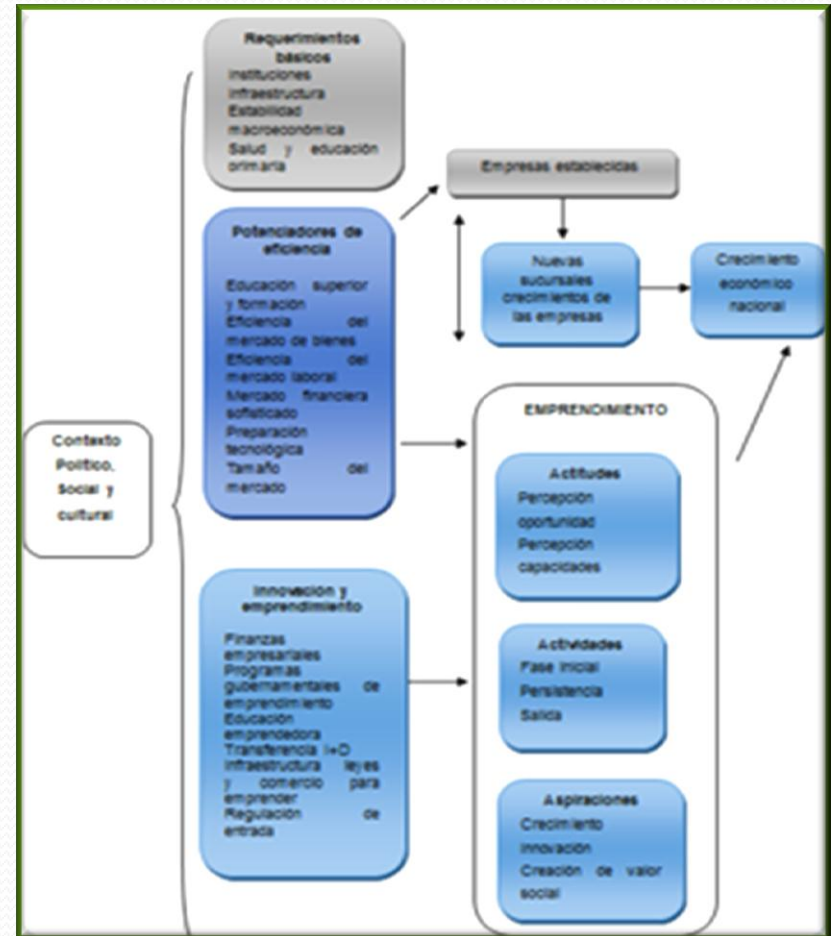 Requerimientos
básicos
Instituciones
Infraestructura
Estabilidad
macroeconómica
Salud y educación
primaria
Empresas establecidas
Potenciadores de
eficiencia
Educación superior
y formación
Eficiencia del
mercado de bienes
Eficiencia del
mercado laboral
Mercado financiera
sofisticado
Preparación
tecnológica
Tamaño del
mercado
Nuevas
sucursales
crecimientos de
las empresas
Crecimiento
económico
nacional
Contexto
Político,
Social y
cultural
EMPRENDIMIENTO
Actitudes
Percepción
oportunidad
Percepción
capacidades
Innovación y
emprendimiento
Finanzas
empresariales
Programas
gubernamentales de
emprendimiento
Educación
emprendedora
Transferencia I+D
Infraestructura leyes
y comercio para
emprender
Regulación de
entrada
Actividades
Fase Inicial
Persistencia
Salida
Aspiraciones
Crecimiento
Innovación
Creación de valor
social